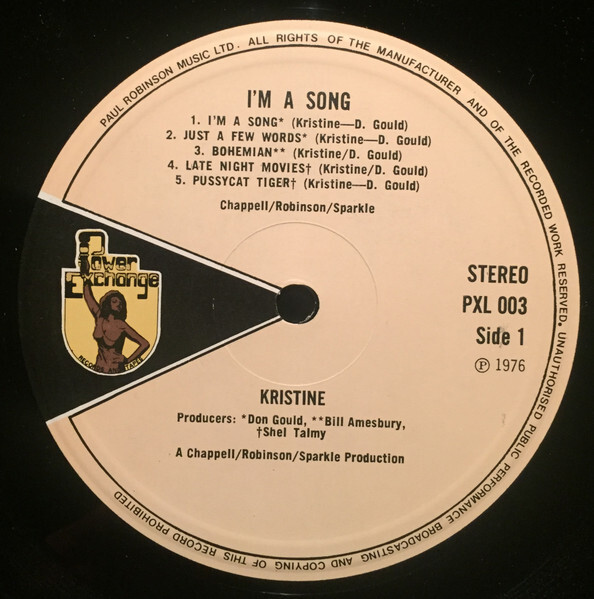 PAUL ROBINSON MUSIC LTD. ALL RIGHTS OF THE MANUFACTURER AND OF THE RECORDED WORK RESERVED. UNAUTHORISED PUBLIC PERFORMANCE BROADCASTING AND COPYING OF THIS RECORD PROHIBITED
I'M A SONG
1. I'M A SONG* (Kristine—D. Gould)
2. JUST A FEW WORDS* (Kristine—D. Gould)
3. BOHEMIAN** (Kristine/D. Gould)
4. LATE NIGHT MOVIES† (Kristine/D. Gould)
5. PUSSYCAT TIGER† (Kristine—D. Gould)
Chappell/Robinson/Sparkle
Power
Exchange
RECORDS AND TAPES
STEREO
PXL 003
Side 1
℗ 1976
KRISTINE
Producers: *Don Gould, **Bill Amesbury,
†Shel Talmy
A Chappell/Robinson/Sparkle Production